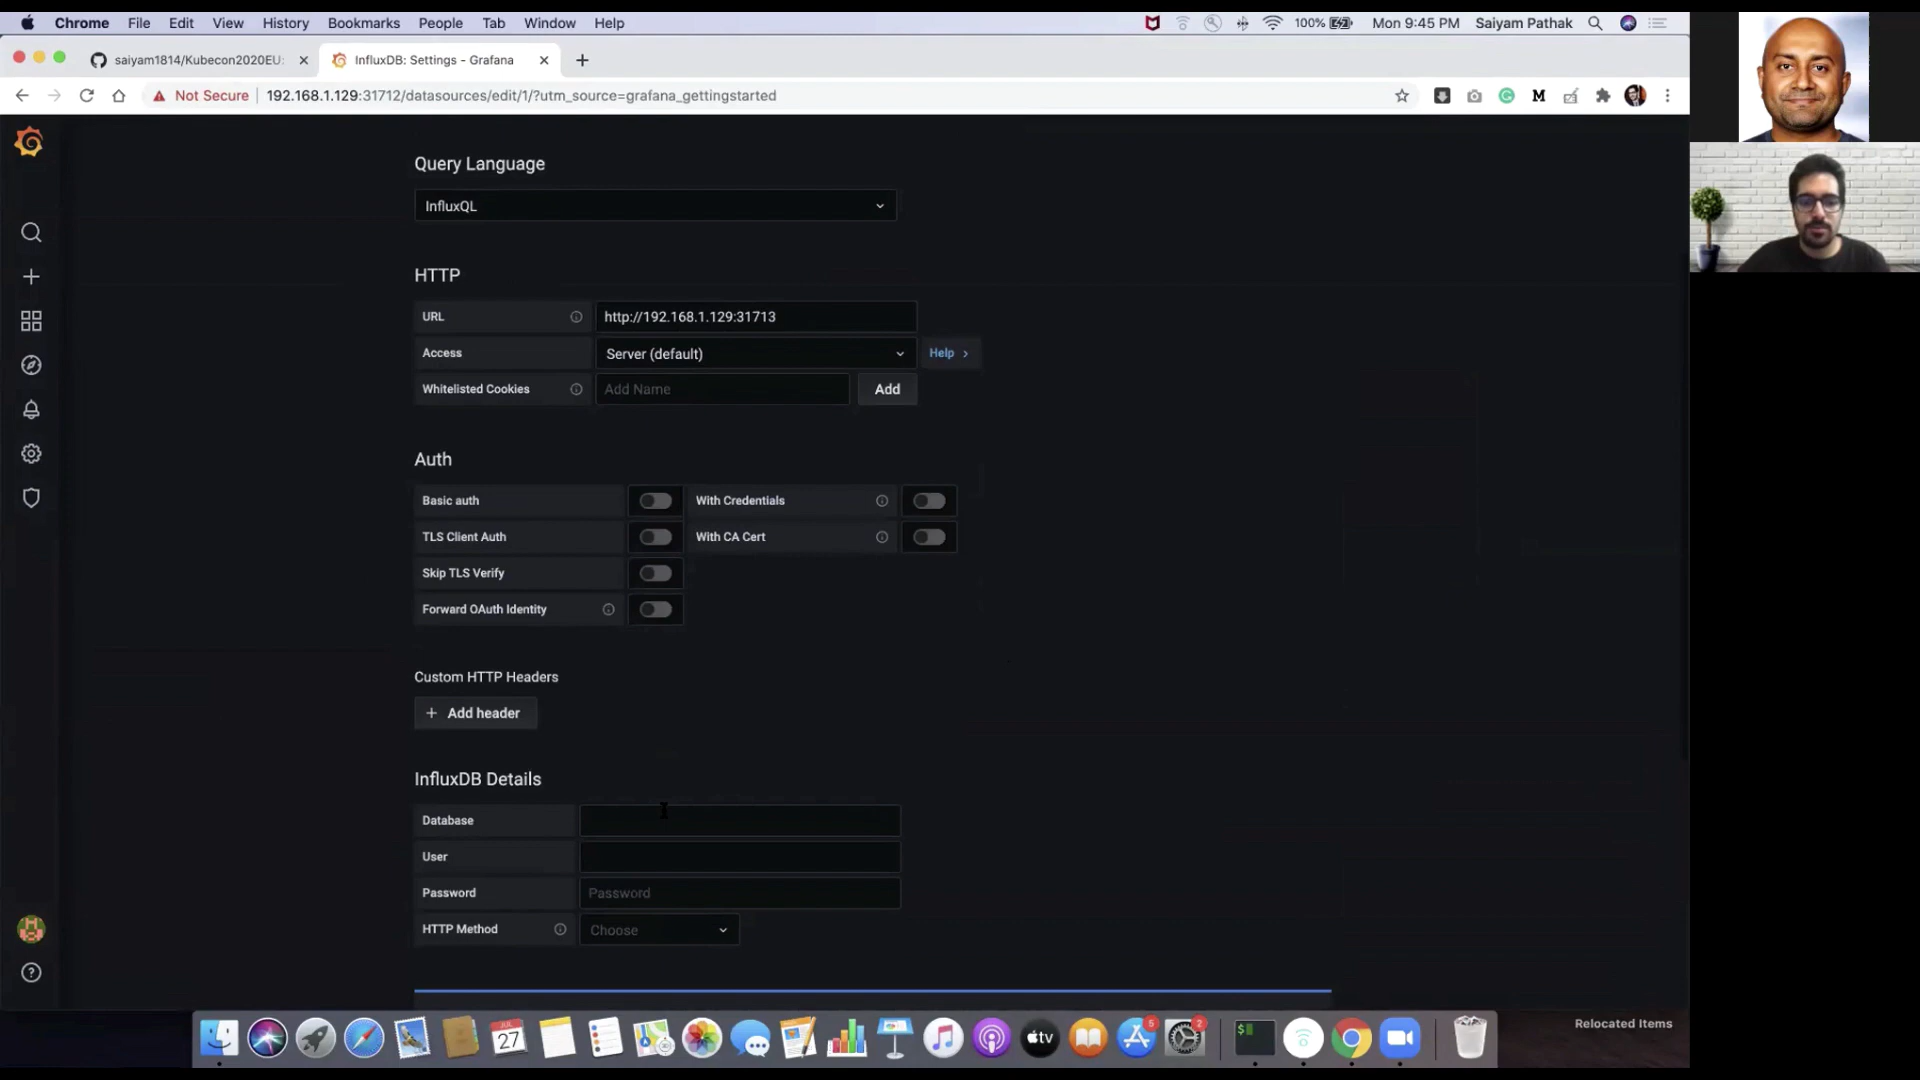 Chrome File Edit View History Bookmarks People Tab Window Help 100% Mon 9:45 PM Saiyam Pathak
saiyam1814/Kubecon2020EU: InfluxDB: Settings - Grafana
Not Secure 192.168.1.129:31712/datasources/edit/1/?utm_source=grafana_gettingstarted M
Query Language
InfluxQL
HTTP
URL http://192.168.1.129:31713
Access Server (default) Help >
Whitelisted Cookies Add Name Add
Auth
Basic auth With Credentials
TLS Client Auth With CA Cert
Skip TLS Verify
Forward OAuth Identity
Custom HTTP Headers
+ Add header
InfluxDB Details
Database
User
Password Password
HTTP Method Choose
JUL
27
tv
5
2
$
Relocated Items